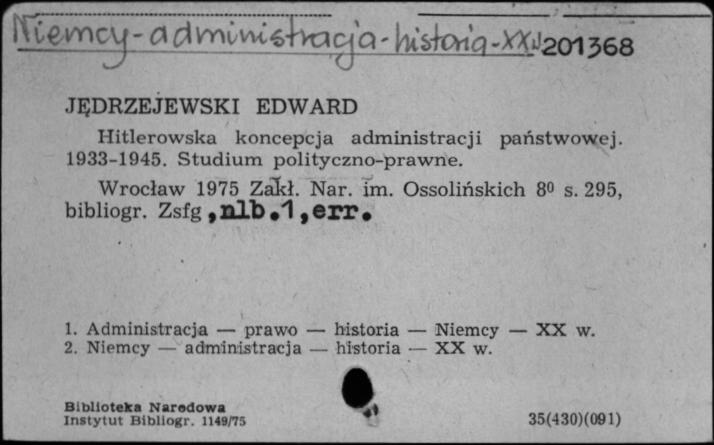 Niemcy-administracja-historia-XXw 201368
JĘDRZEJEWSKI EDWARD
Hitlerowska koncepcja administracji państwowej.
1933-1945. Studium polityczno-prawne.
Wrocław 1975 Zakł. Nar. im. Ossolińskich 8⁰ s. 295,
bibliogr. Zsfg ,nlb.1,err.
1. Administracja — prawo — historia — Niemcy — XX w.
2. Niemcy — administracja — historia — XX w.
Biblioteka Narodowa
Instytut Bibliogr. 1149/75 35(430)(091)